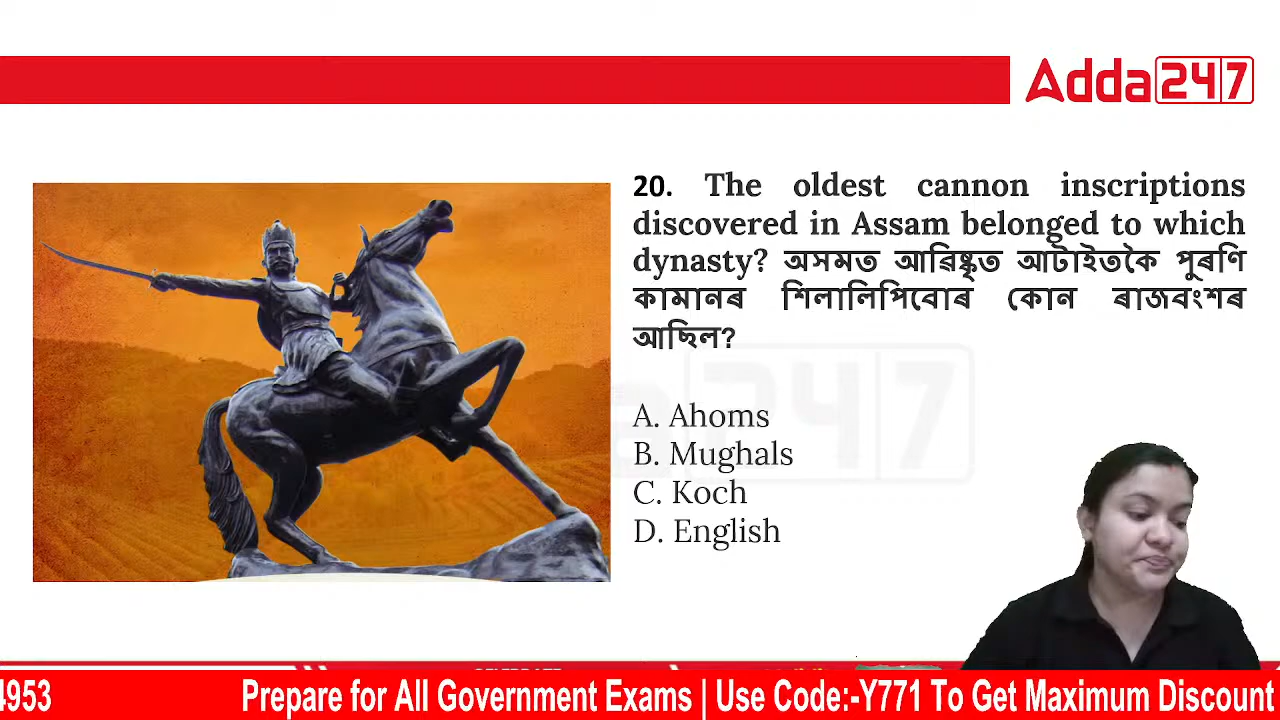 Adda247
20. The oldest cannon inscriptions
discovered in Assam belonged to which
dynasty? অসমত আৱিষ্কৃত আটাইতকৈ পুৰণি
কামানৰ শিলালিপিবোৰ কোন ৰাজবংশৰ
আছিল?
A. Ahoms
B. Mughals
C. Koch
D. English
4953 Prepare for All Government Exams | Use Code:-Y771 To Get Maximum Discount